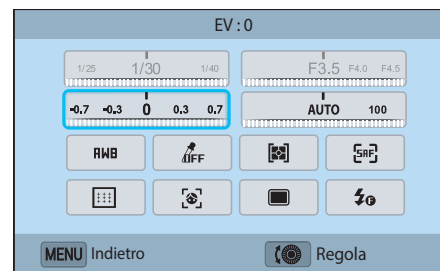 EV : 0
1/25 1/30 1/40 F3.5 F4.0 F4.5
-0.7 -0.3 0 0.3 0.7 AUTO 100
AWB OFF SAF
MENU Indietro Regola